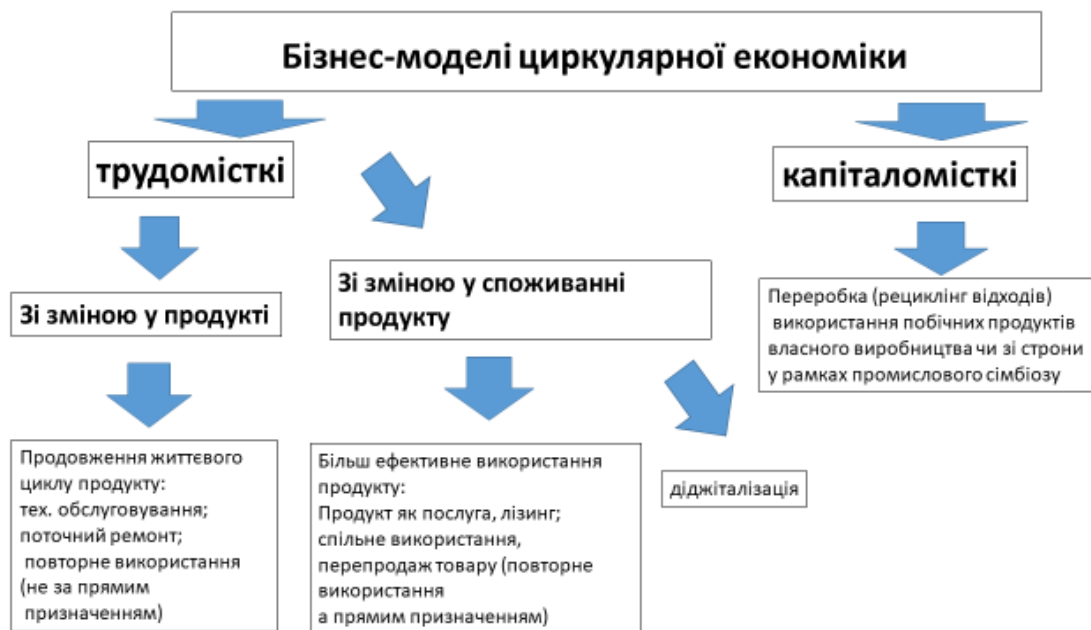 Бізнес-моделі циркулярної економіки
трудомісткі
капіталомісткі
Зі зміною у продукті
Зі зміною у споживанні
продукту
Переробка (рециклінг відходів)
використання побічних продуктів
власного виробництва чи зі строни
у рамках промислового сімбіозу
Продовження життєвого
циклу продукту:
тех. обслуговування;
поточний ремонт;
повторне використання
(не за прямим
призначенням)
Більш ефективне використання
продукту:
Продукт як послуга, лізинг;
спільне використання,
перепродаж товару (повторне
використання
а прямим призначенням)
діджіталізація